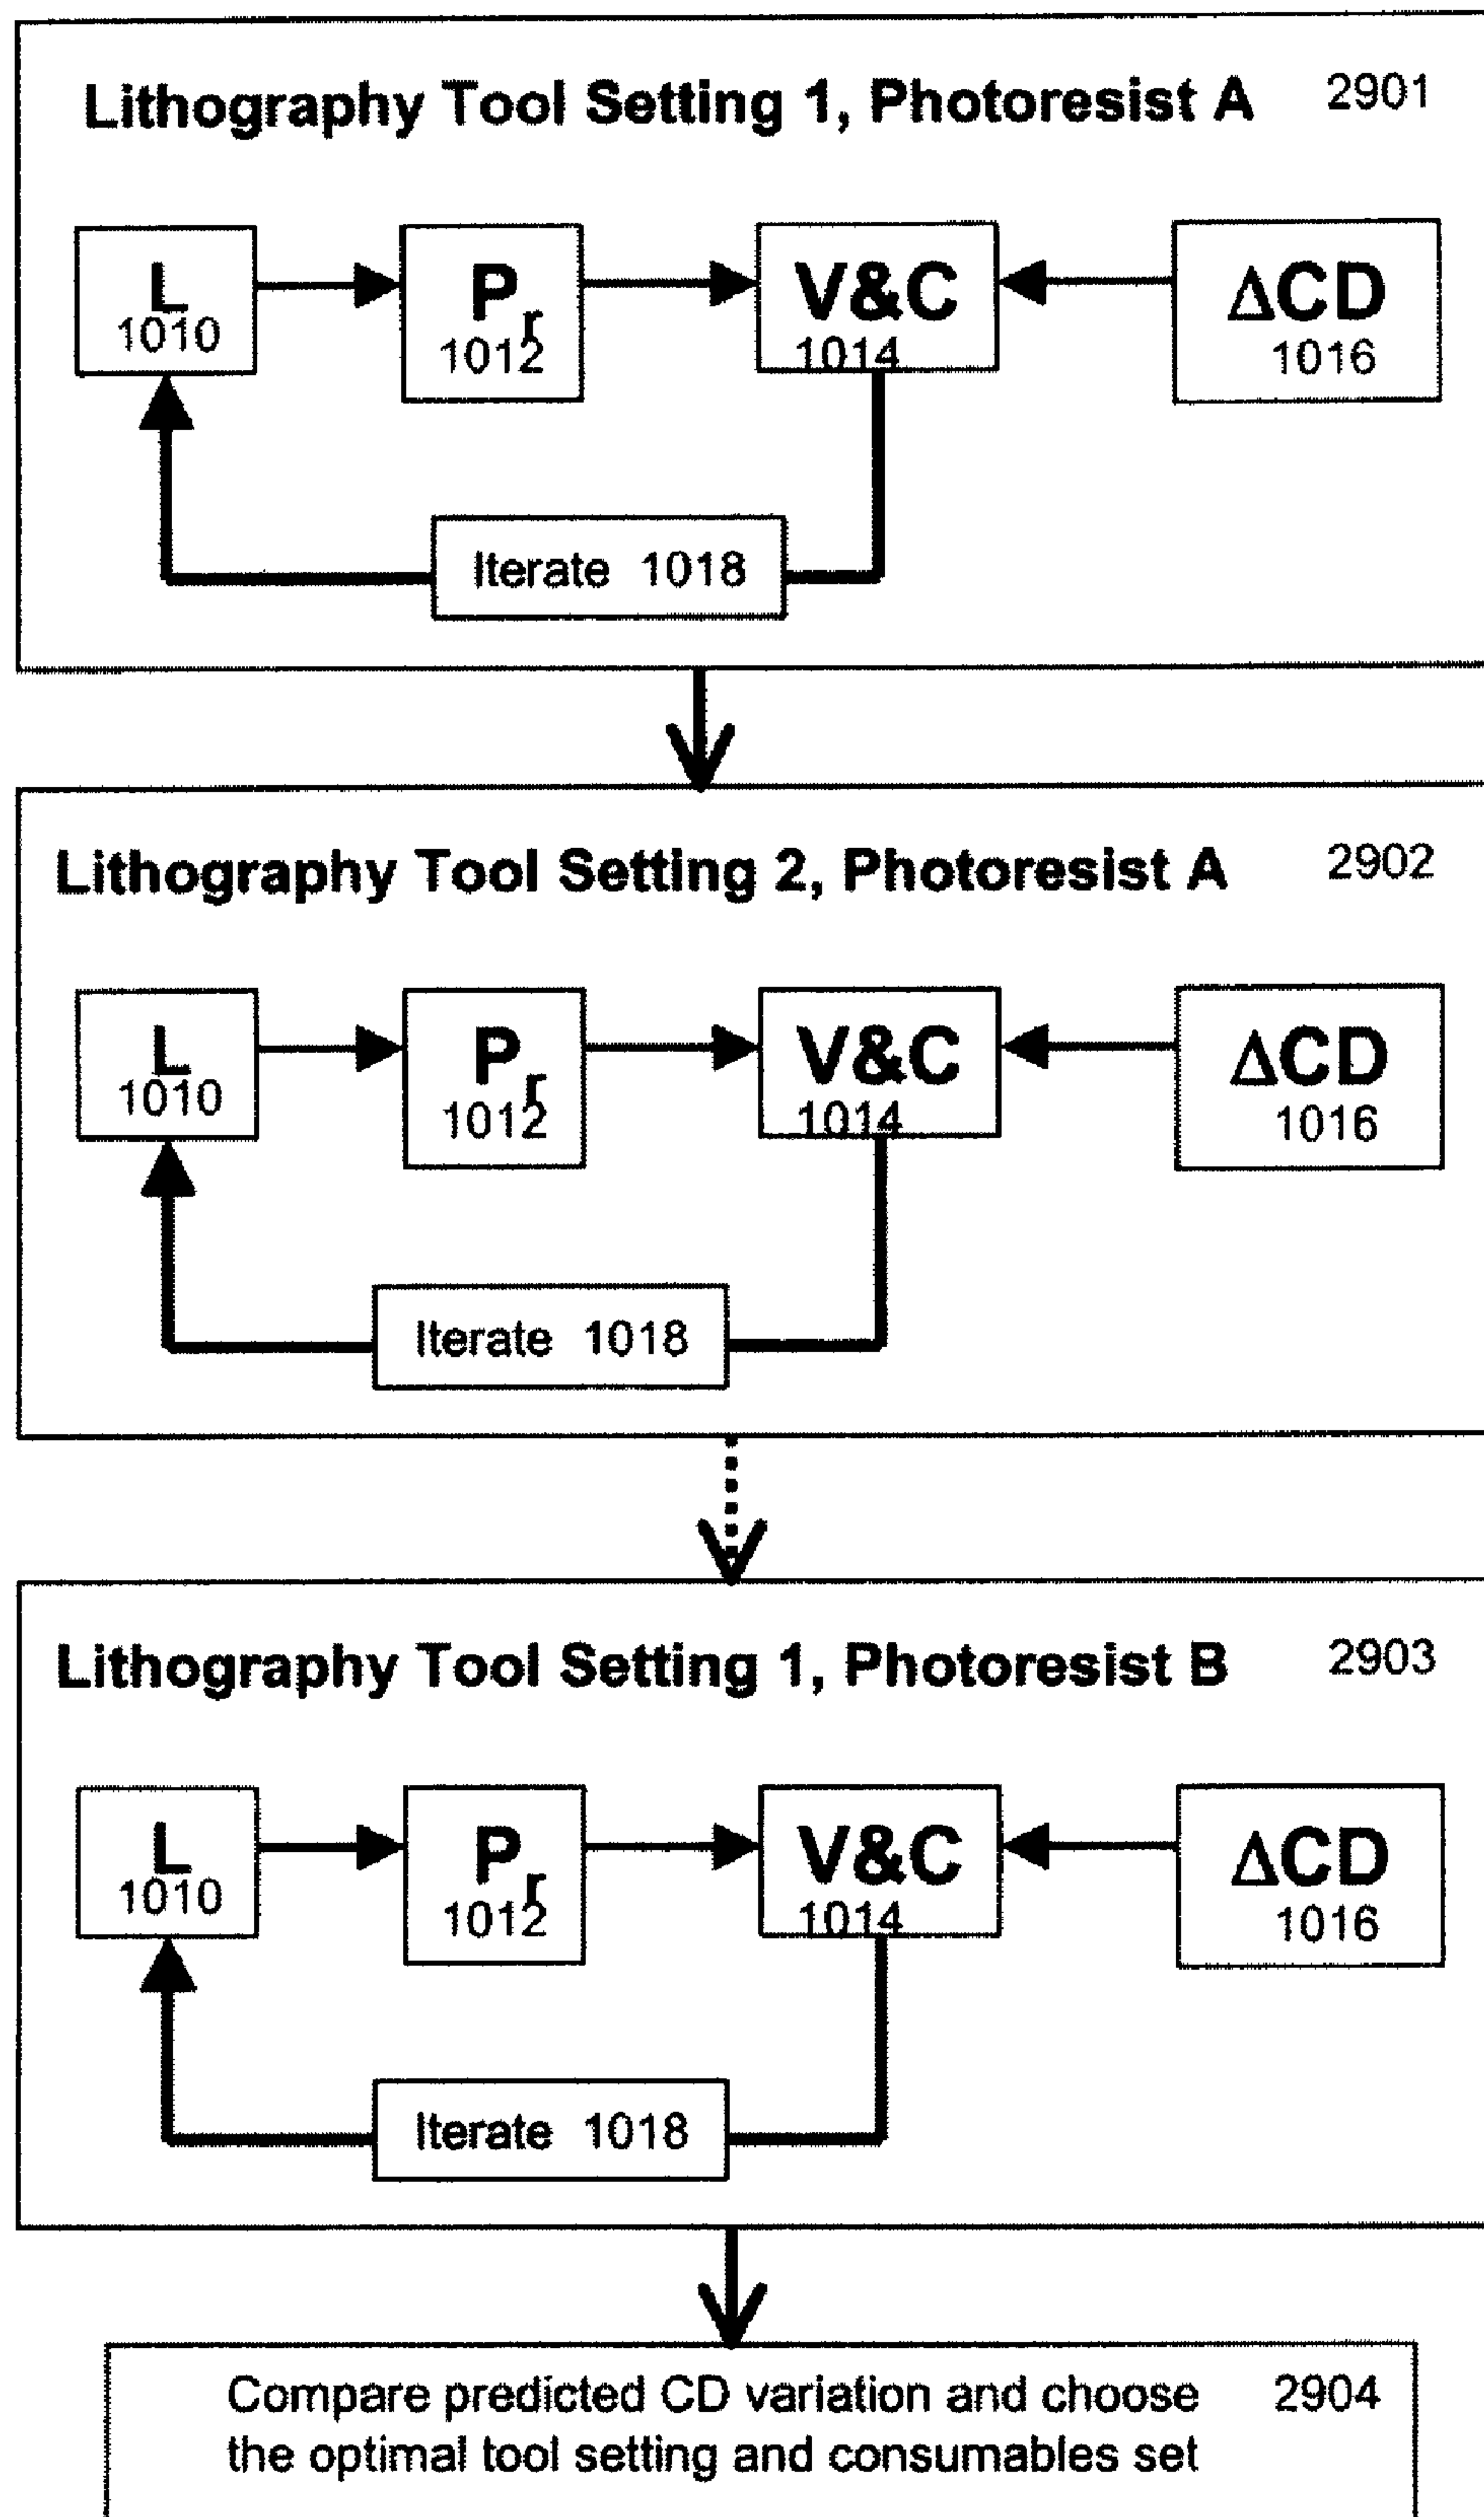 Lithography Tool Setting 1, Photoresist A 2901
L Pr V&C ΔCD
1010 1012 1014 1016
Iterate 1018
Lithography Tool Setting 2, Photoresist A 2902
L Pr V&C ΔCD
1010 1012 1014 1016
Iterate 1018
Lithography Tool Setting 1, Photoresist B 2903
L Pr V&C ΔCD
1010 1012 1014 1016
Iterate 1018
Compare predicted CD variation and choose 2904
the optimal tool setting and consumables set